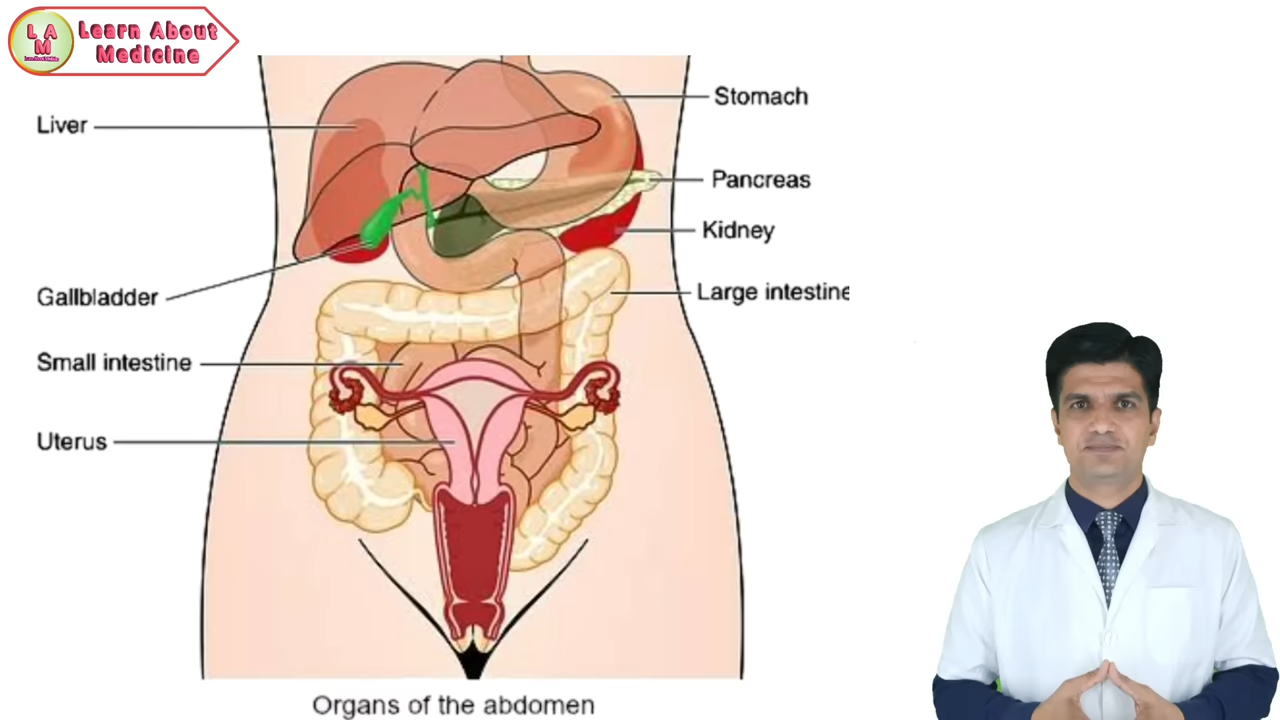 L A
M
Learn About
Medicine
Liver
Gallbladder
Small intestine
Uterus
Stomach
Pancreas
Kidney
Large intestine
Organs of the abdomen